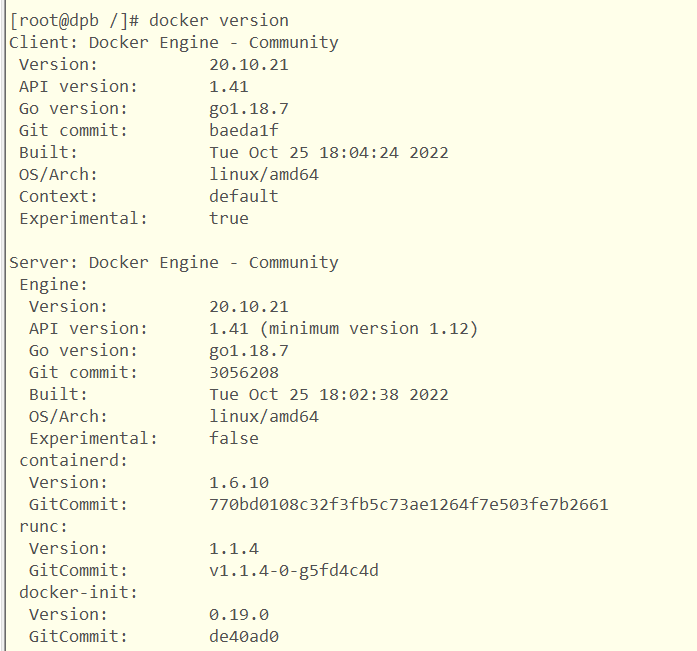 [root@dpb /]# docker version
Client: Docker Engine - Community
 Version:           20.10.21
 API version:       1.41
 Go version:        go1.18.7
 Git commit:        baeda1f
 Built:             Tue Oct 25 18:04:24 2022
 OS/Arch:           linux/amd64
 Context:           default
 Experimental:      true

Server: Docker Engine - Community
 Engine:
  Version:          20.10.21
  API version:      1.41 (minimum version 1.12)
  Go version:       go1.18.7
  Git commit:       3056208
  Built:            Tue Oct 25 18:02:38 2022
  OS/Arch:          linux/amd64
  Experimental:     false
 containerd:
  Version:          1.6.10
  GitCommit:        770bd0108c32f3fb5c73ae1264f7e503fe7b2661
 runc:
  Version:          1.1.4
  GitCommit:        v1.1.4-0-g5fd4c4d
 docker-init:
  Version:          0.19.0
  GitCommit:        de40ad0